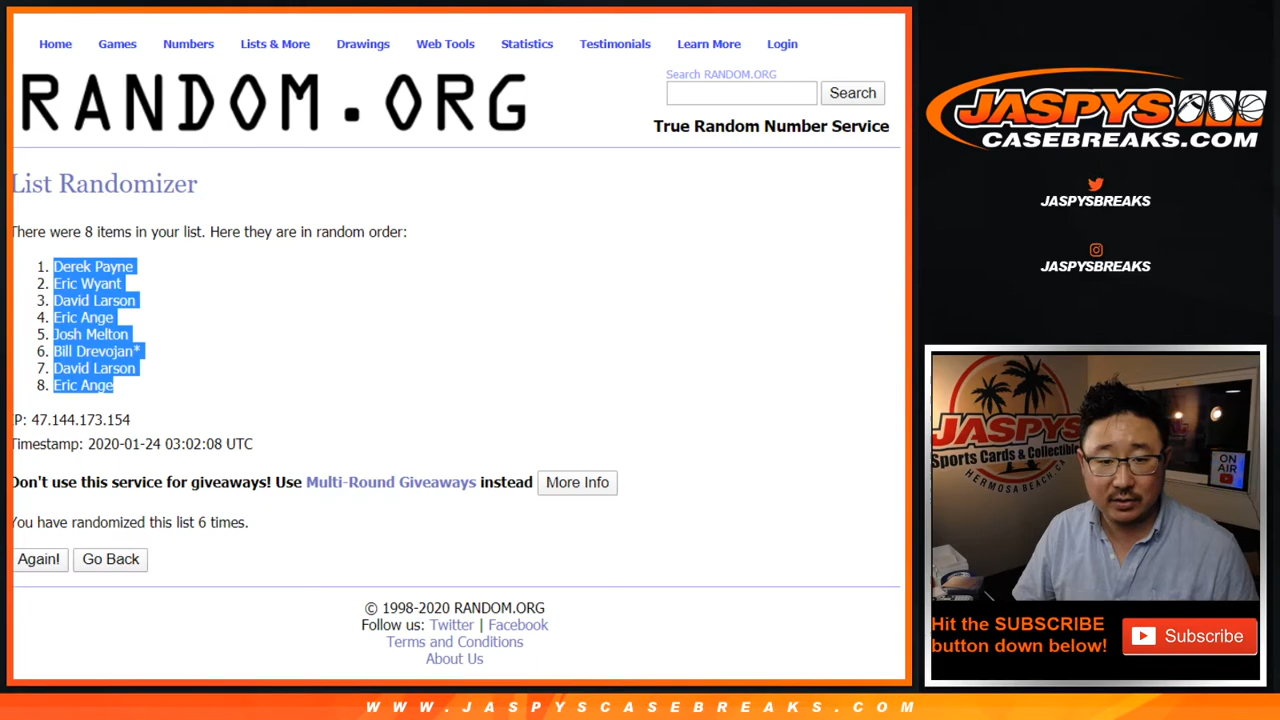 Home Games Numbers Lists & More Drawings Web Tools Statistics Testimonials Learn More Login
RANDOM.ORG
Search RANDOM.ORG
Search
True Random Number Service
List Randomizer
There were 8 items in your list. Here they are in random order:
1. Derek Payne
2. Eric Wyant
3. David Larson
4. Eric Ange
5. Josh Melton
6. Bill Drevojan*
7. David Larson
8. Eric Ange
IP: 47.144.173.154
Timestamp: 2020-01-24 03:02:08 UTC
Don't use this service for giveaways! Use Multi-Round Giveaways instead More Info
You have randomized this list 6 times.
Again! Go Back
© 1998-2020 RANDOM.ORG
Follow us: Twitter | Facebook
Terms and Conditions
About Us
JASPYS
CASEBREAKS.COM
JASPYSBREAKS
JASPYSBREAKS
JASPYS
Sports Cards & Collectible
HERMOSA BEACH, CA
ON
AIR
Hit the SUBSCRIBE
button down below!
Subscribe
WWW.JASPYSCASEBREAKS.COM